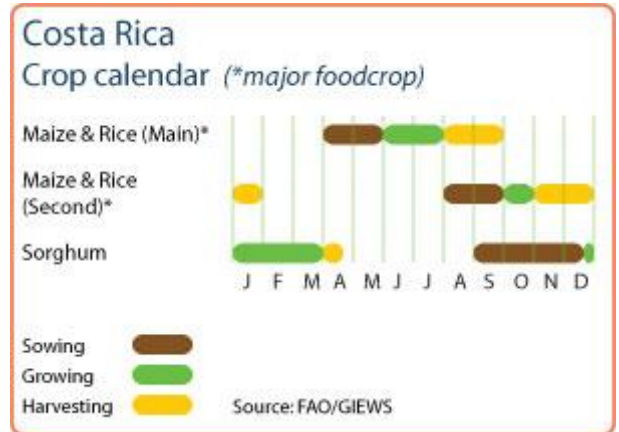 Costa Rica
Crop calendar (*major foodcrop)
Maize & Rice (Main)*
Maize & Rice
(Second)*
Sorghum
J F M A M J J A S O N D
Sowing
Growing
Harvesting
Source: FAO/GIEWS